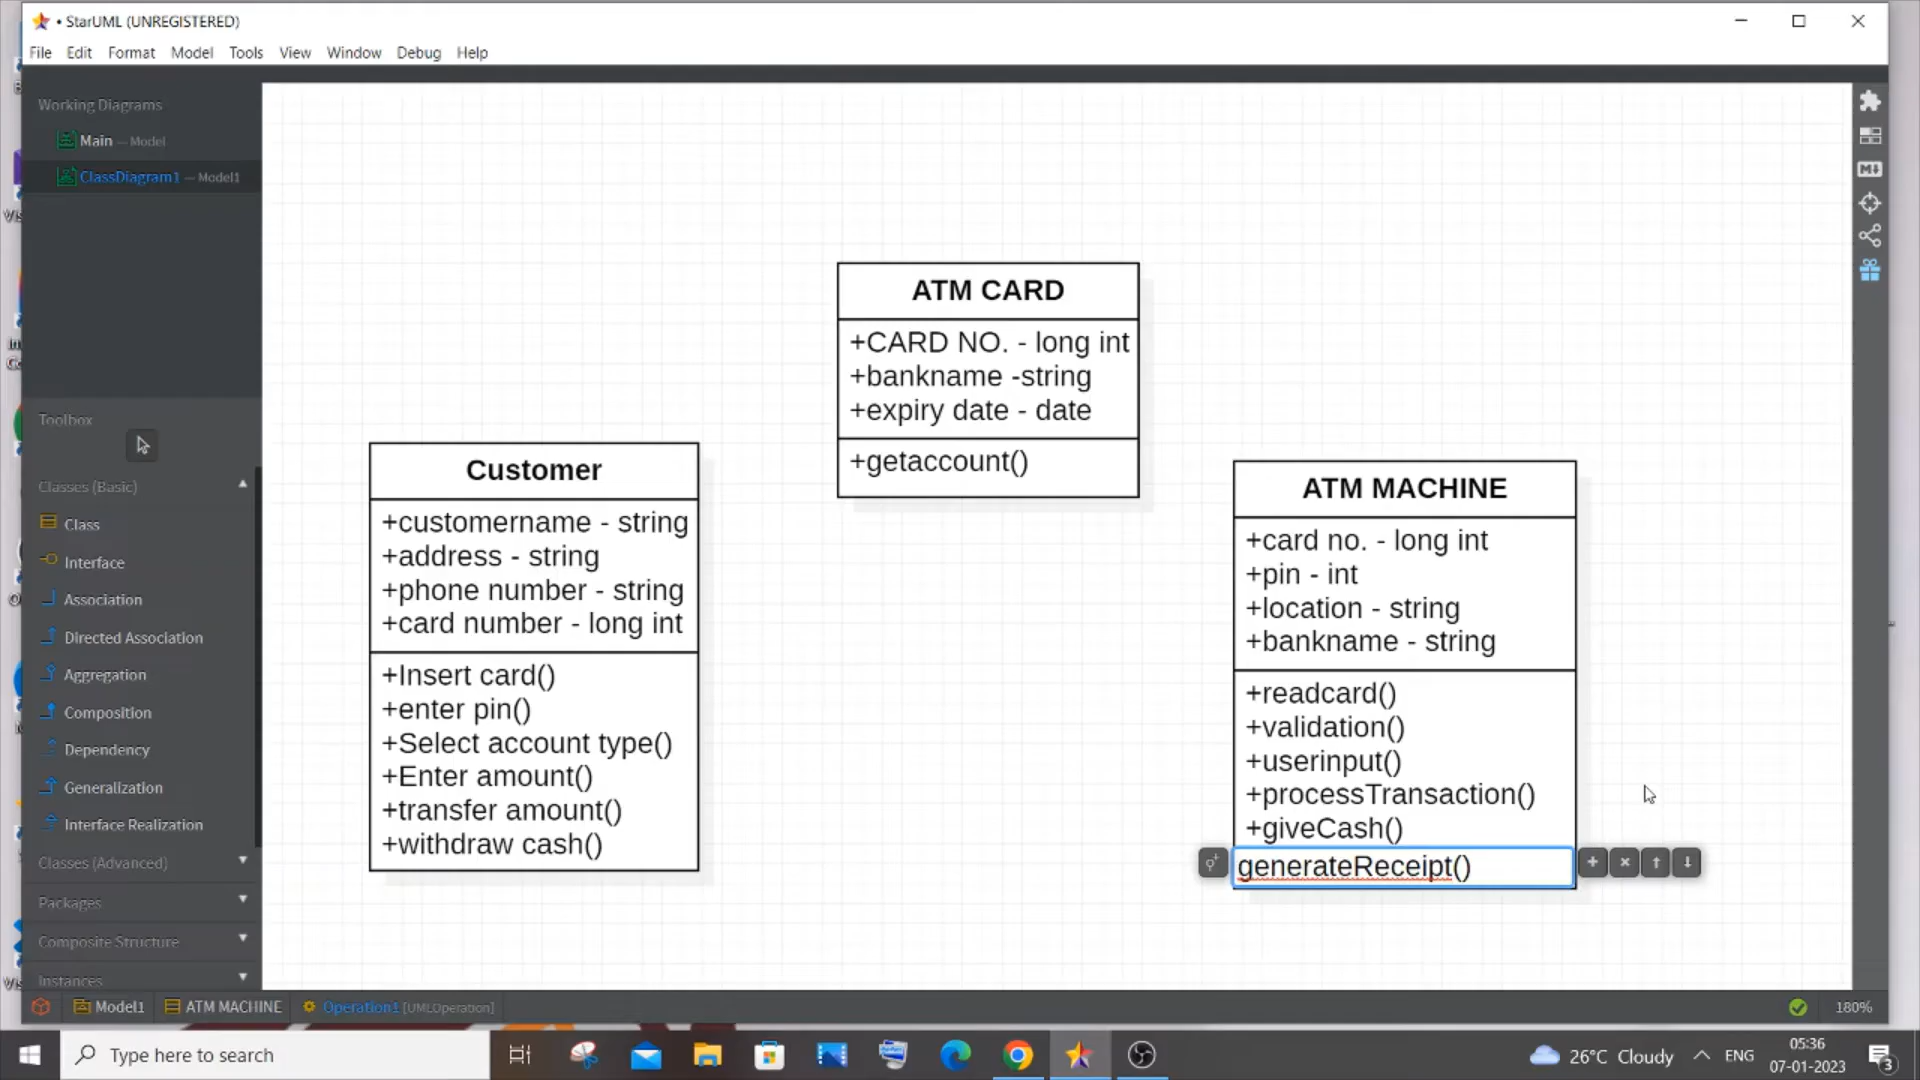 • StarUML (UNREGISTERED)
File Edit Format Model Tools View Window Debug Help
Working Diagrams
Main — Model
ClassDiagram1 — Model1
Toolbox
Classes (Basic)
Class
Interface
Association
Directed Association
Aggregation
Composition
Dependency
Generalization
Interface Realization
Classes (Advanced)
Packages
Composite Structure
Instances
ATM CARD
+CARD NO. - long int
+bankname -string
+expiry date - date
+getaccount()
Customer
+customername - string
+address - string
+phone number - string
+card number - long int
+Insert card()
+enter pin()
+Select account type()
+Enter amount()
+transfer amount()
+withdraw cash()
ATM MACHINE
+card no. - long int
+pin - int
+location - string
+bankname - string
+readcard()
+validation()
+userinput()
+processTransaction()
+giveCash()
generateReceipt()
Model1 ATM MACHINE Operation1 [UMLOperation]
180%
Type here to search
26°C Cloudy
ENG
05:36
07-01-2023
3